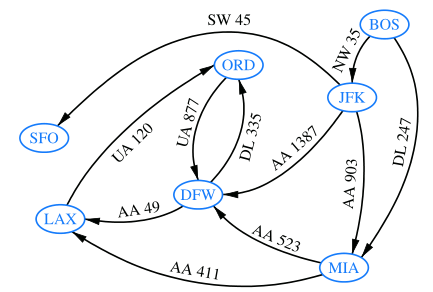 SW 45
BOS
NW 35
ORD
JFK
SFO
UA 120
UA 877
DL 335
AA 1387
AA 903
DL 247
DFW
LAX
AA 49
AA 523
MIA
AA 411